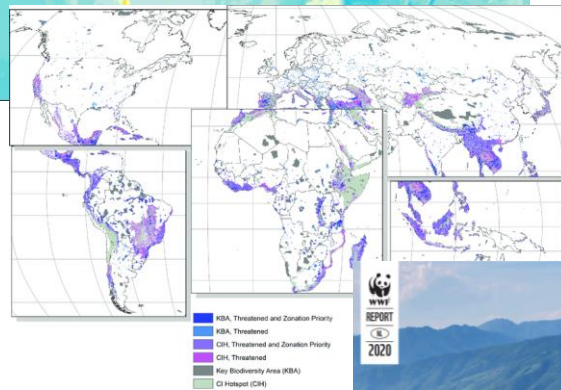 KBA, Threatened and Zonation Priority
KBA, Threatened
CIH, Threatened and Zonation Priority
CIH, Threatened
Key Biodiversity Area (KBA)
CI Hotspot (CIH)
WWF
REPORT
NL
2020